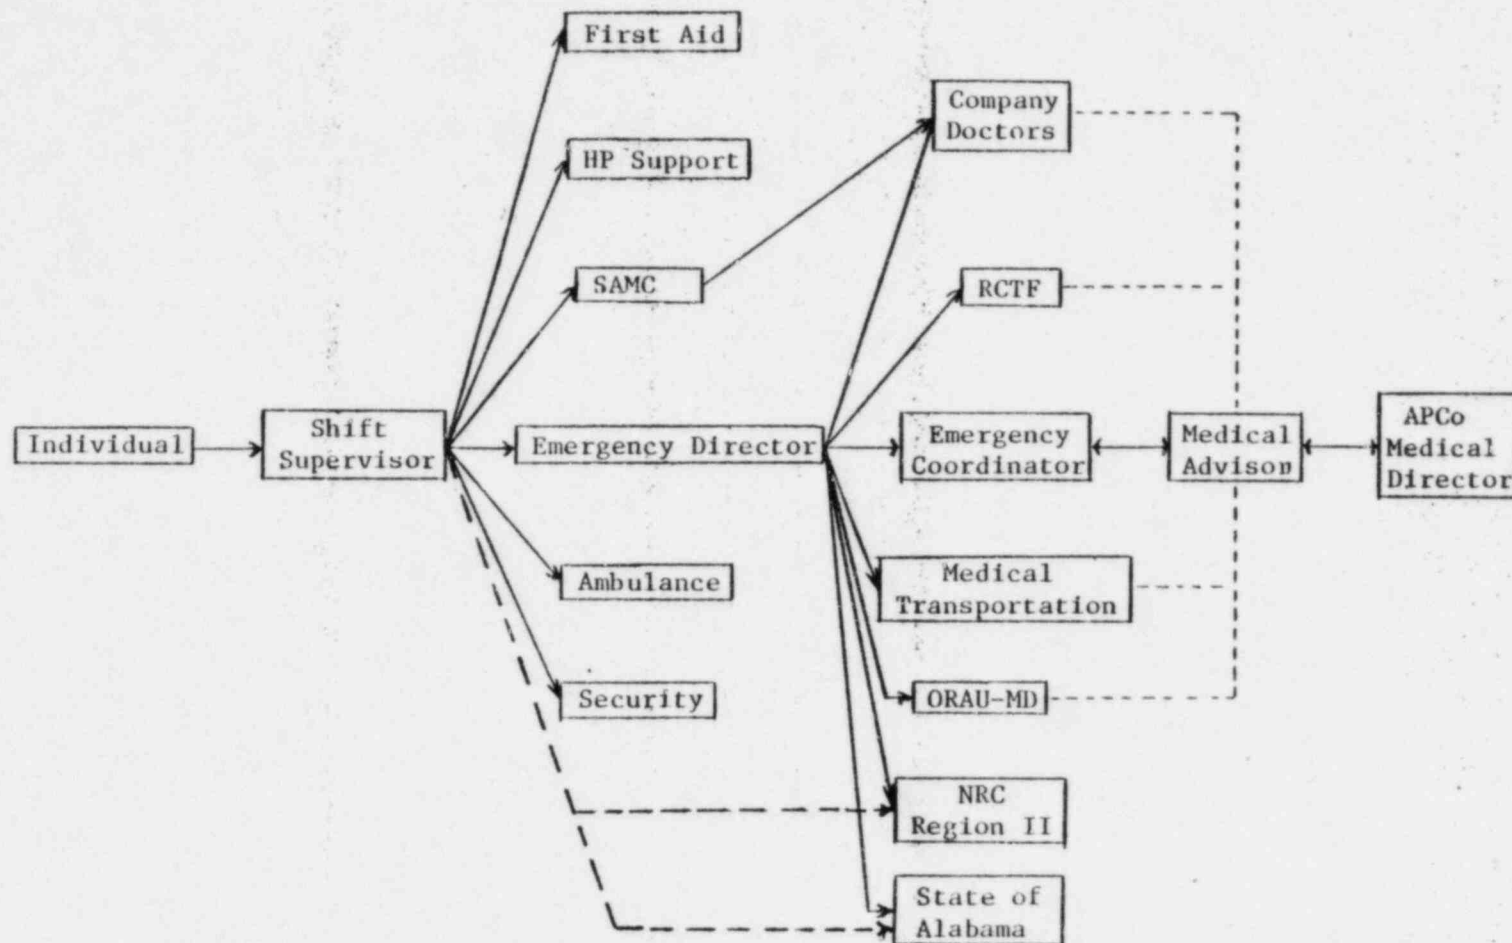 First Aid
HP Support
SAMC
Individual
Shift
Supervisor
Emergency Director
Ambulance
Security
Company
Doctors
RCTF
Emergency
Coordinator
Medical
Advisor
APCo
Medical
Director
Medical
Transportation
ORAU-MD
NRC
Region II
State of
Alabama